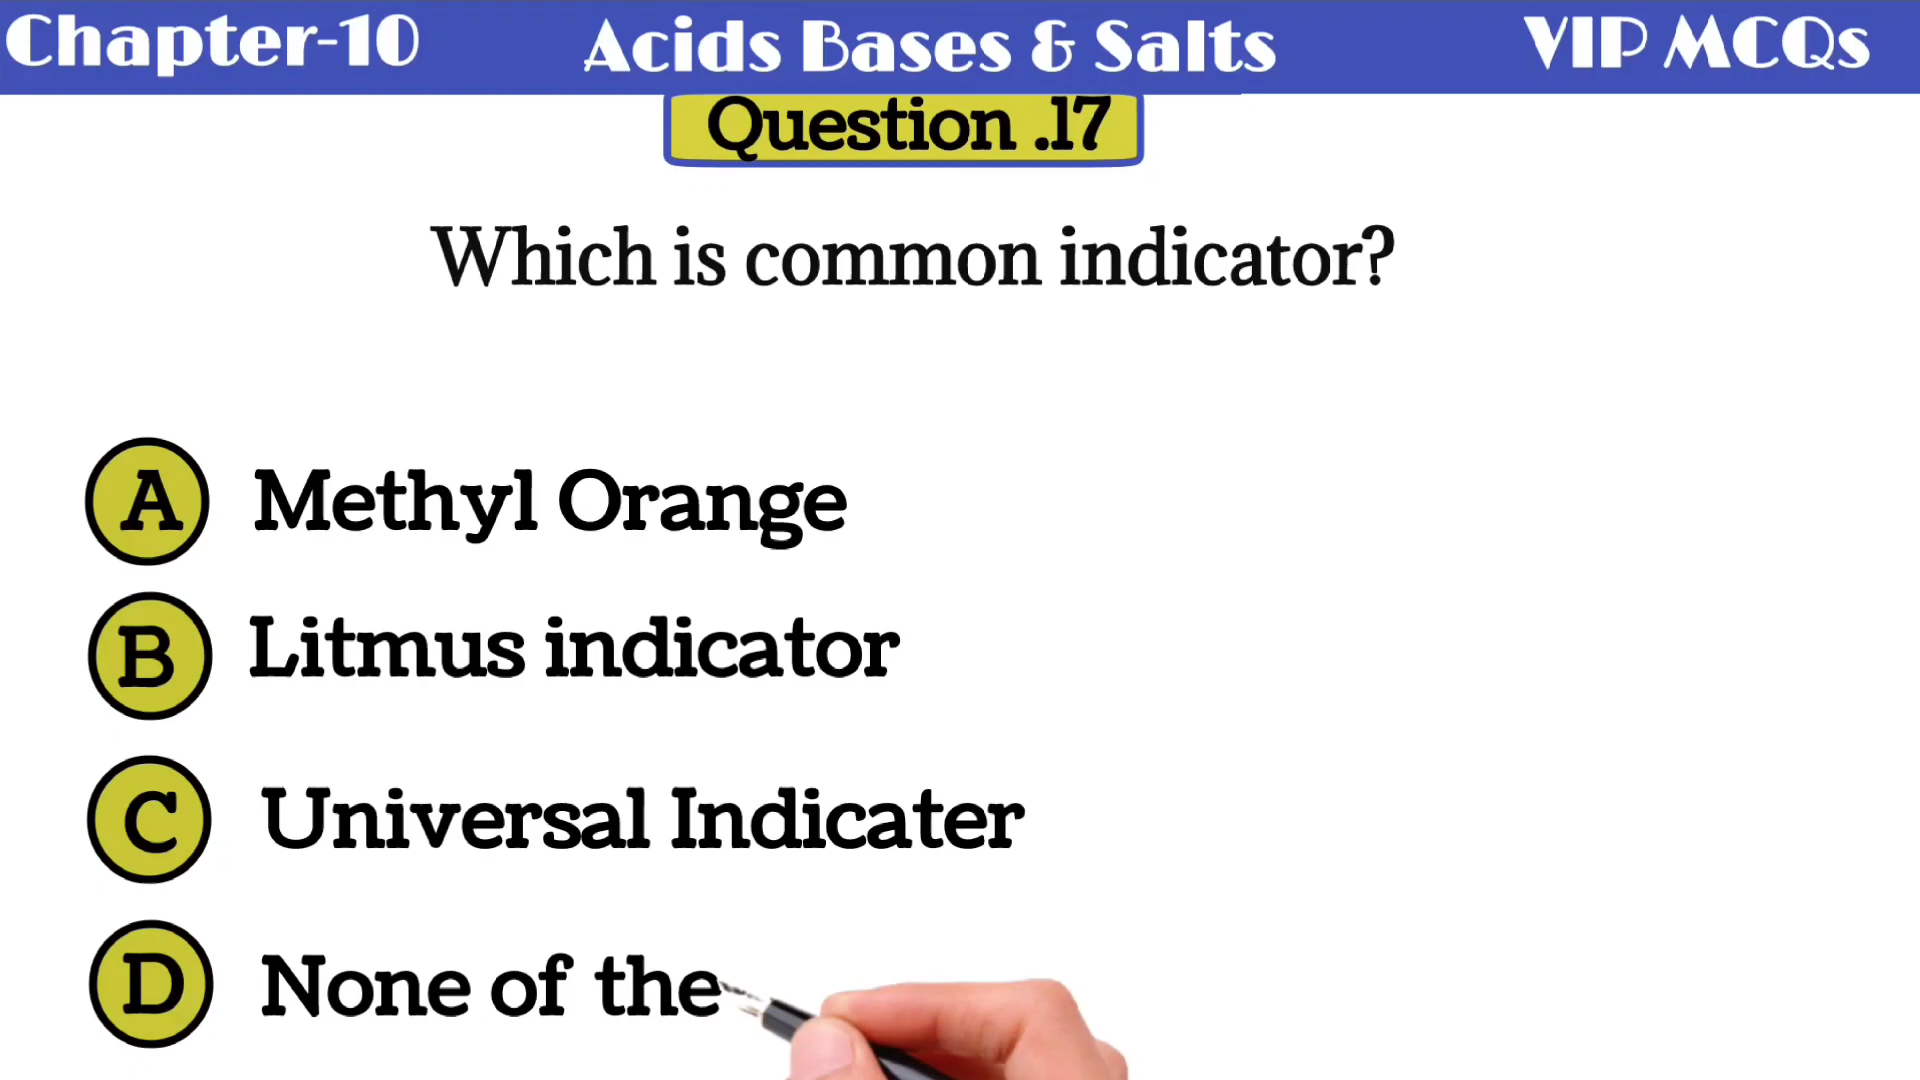 Chapter-10 Acids Bases & Salts VIP MCQs
Question .17
Which is common indicator?
A Methyl Orange
B Litmus indicator
C Universal Indicater
D None of the